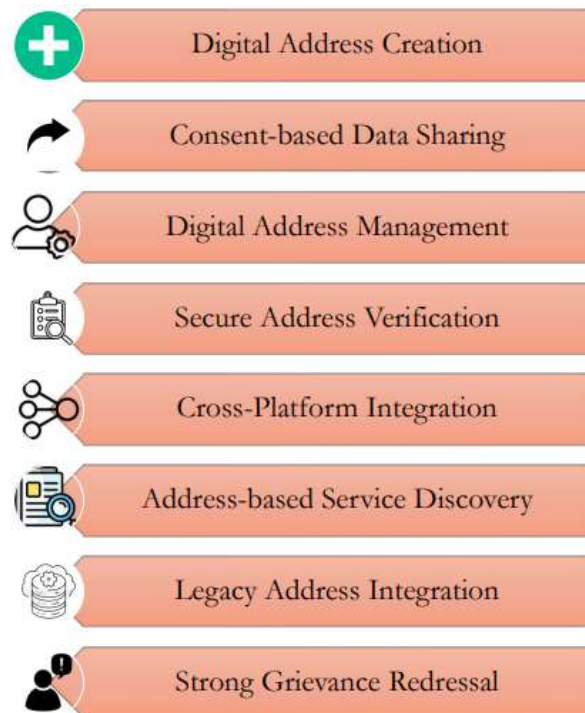 Digital Address Creation
Consent-based Data Sharing
Digital Address Management
Secure Address Verification
Cross-Platform Integration
Address-based Service Discovery
Legacy Address Integration
Strong Grievance Redressal